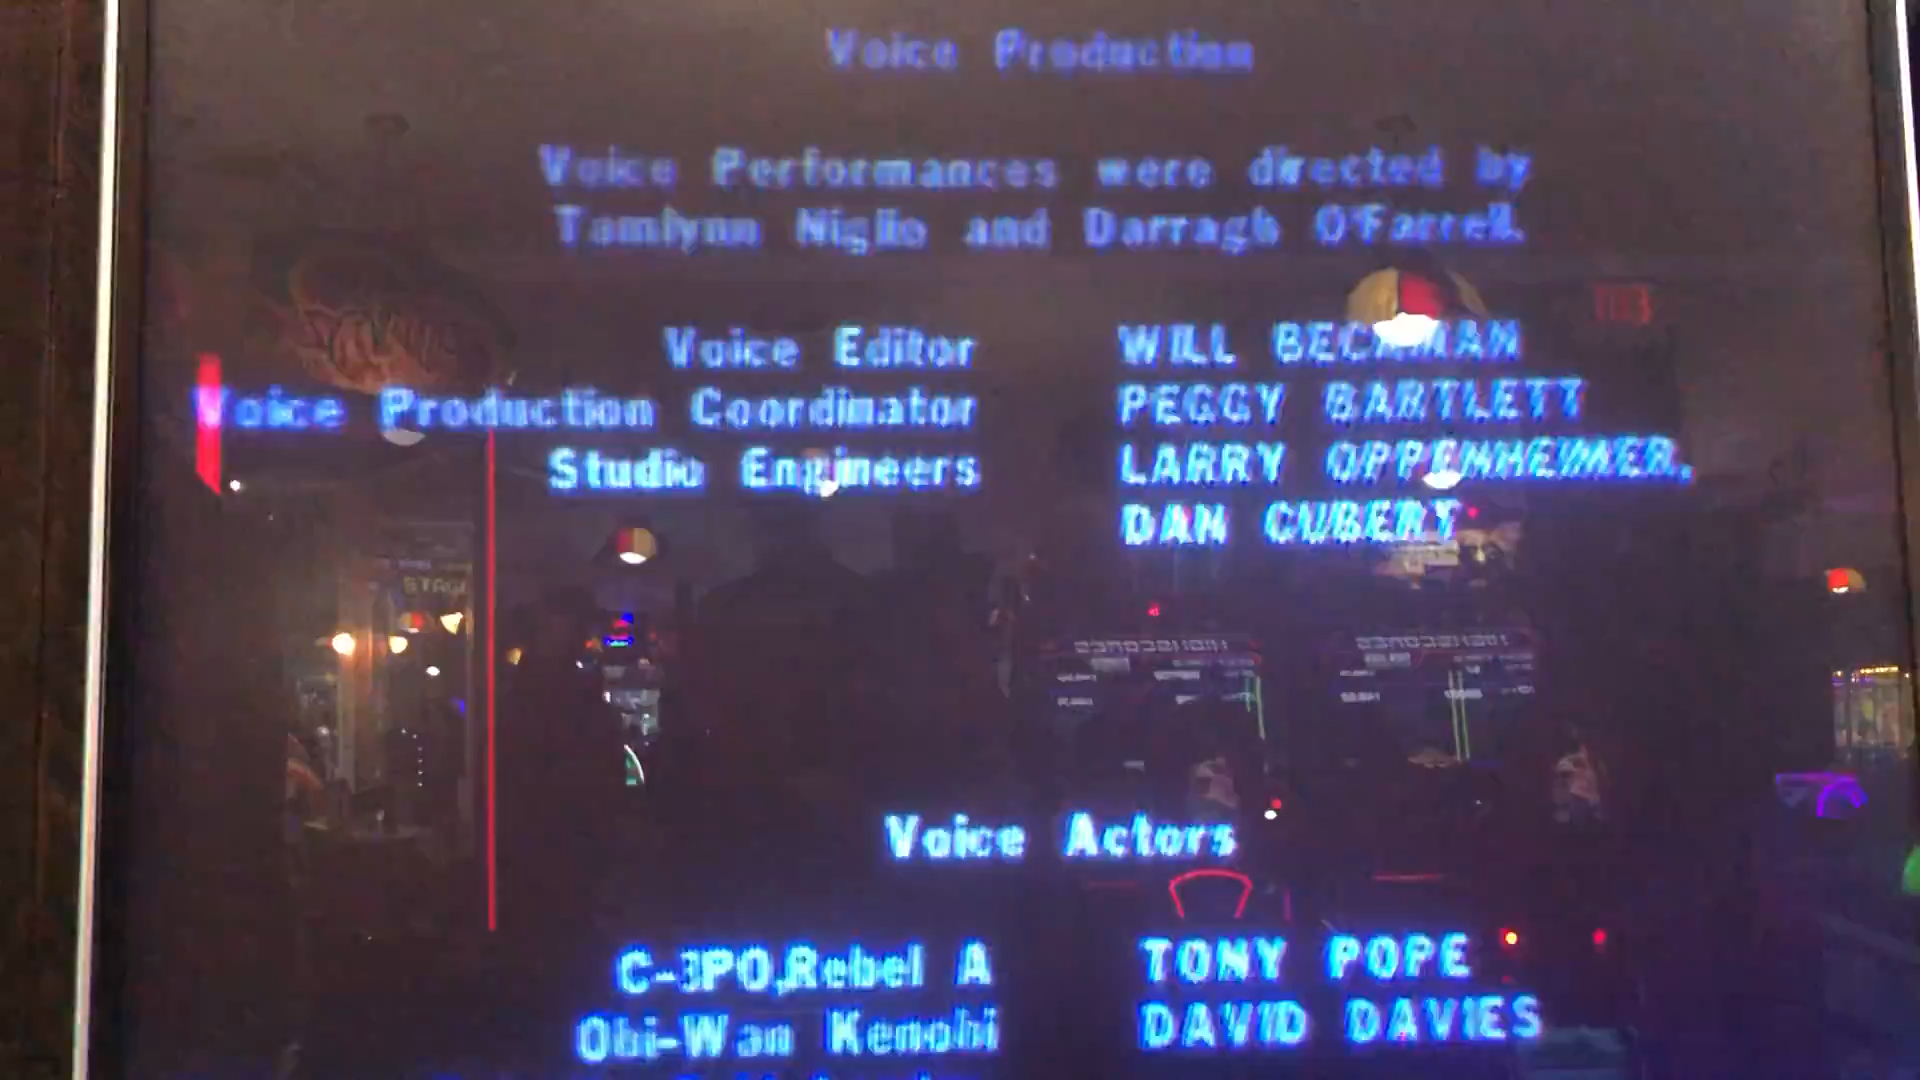 Voice Production
Voice Performances were directed by
Tamlynn Niglio and Darragh O'Farrell.
Voice Editor WILL BECKMAN
Voice Production Coordinator PEGGY BARTLETT
Studio Engineers LARRY OPPENHEIMER,
DAN CUBERT
STAGE
Voice Actors
C-3PO,Rebel A TONY POPE
Obi-Wan Kenobi DAVID DAVIES